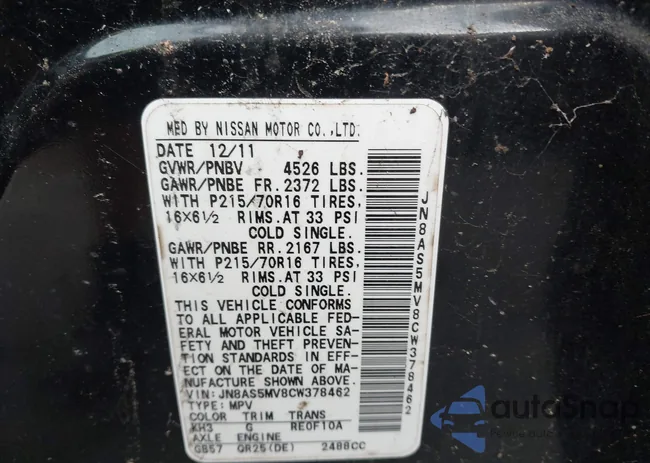 MFD BY NISSAN MOTOR CO.,LTD.
DATE 12/11
GVWR/PNBV 4526 LBS.
GAWR/PNBE FR. 2372 LBS.
WITH P215/70R16 TIRES,
16X6½ RIMS.AT 33 PSI
COLD SINGLE.
GAWR/PNBE RR. 2167 LBS.
WITH P215/70R16 TIRES,
16X6½ RIMS.AT 33 PSI
COLD SINGLE.
THIS VEHICLE CONFORMS
TO ALL APPLICABLE FED-
ERAL MOTOR VEHICLE SA-
FETY AND THEFT PREVEN-
TION STANDARDS IN EFF-
ECT ON THE DATE OF MA-
NUFACTURE SHOWN ABOVE.
VIN:JN8AS5MV8CW378462
TYPE:MPV
COLOR TRIM TRANS
KH3 G RE0F10A
AXLE ENGINE
GB57 QR25(DE) 2488CC
JN8AS5MV8CW378462
autoSnap